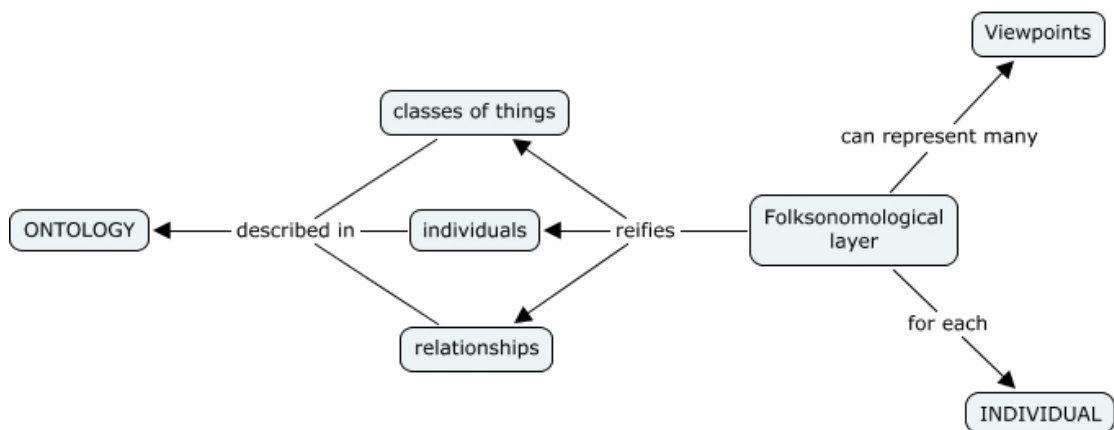 Viewpoints
classes of things
can represent many
ONTOLOGY
described in
individuals
reifies
Folksonomological
layer
for each
relationships
INDIVIDUAL